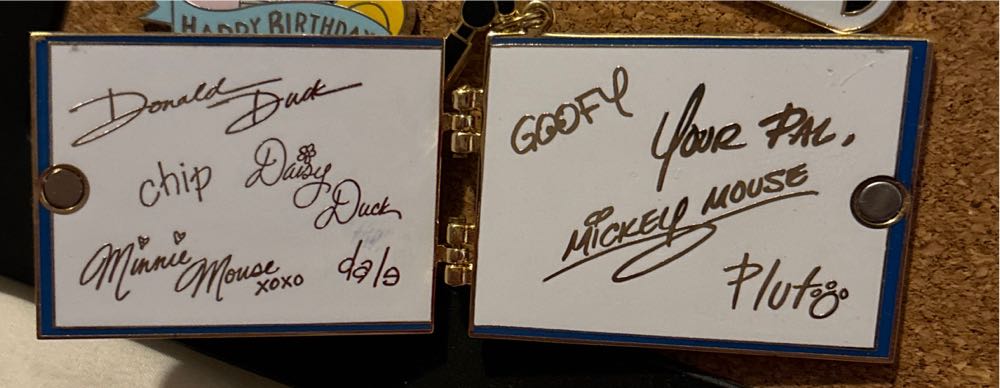 HAPPY BIRTHDAY
Donald Duck
chip
Daisy
Duck
Minnie Mouse
xoxo
dale
GOOFY
YOUR PAL,
MICKEY MOUSE
Pluto